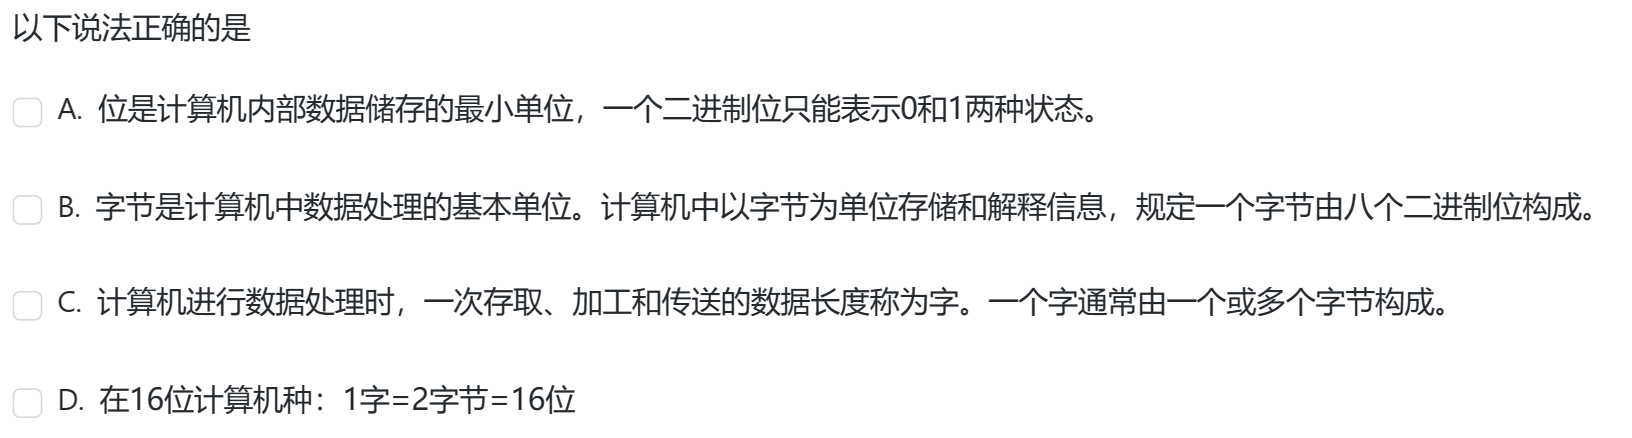 以下说法正确的是
A. 位是计算机内部数据储存的最小单位，一个二进制位只能表示0和1两种状态。
B. 字节是计算机中数据处理的基本单位。计算机中以字节为单位存储和解释信息，规定一个字节由八个二进制位构成。
C. 计算机进行数据处理时，一次存取、加工和传送的数据长度称为字。一个字通常由一个或多个字节构成。
D. 在16位计算机种：1字=2字节=16位